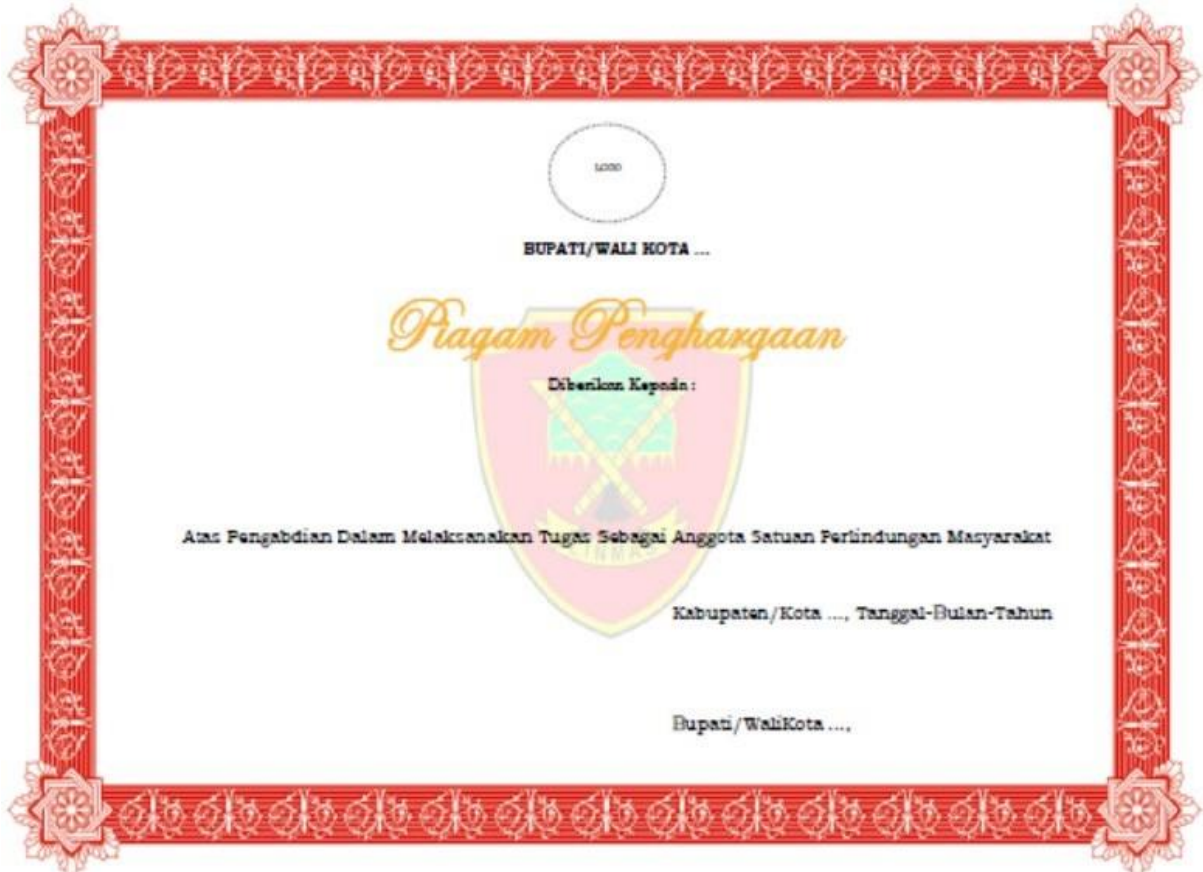 LOGO
BUPATI/WALI KOTA ...
Piagam Penghargaan
Diberikan Kepada :
Atas Pengabdian Dalam Melaksanakan Tugas Sebagai Anggota Satuan Perlindungan Masyarakat
LINMAS
Kabupaten/Kota ..., Tanggal-Bulan-Tahun
Bupati/WaliKota ...,